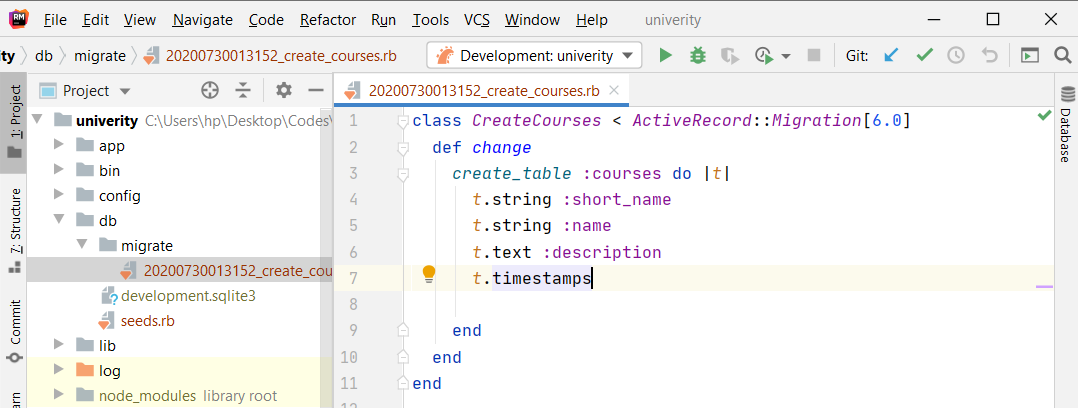 RM File Edit View Navigate Code Refactor Run Tools VCS Window Help univerity
ity db migrate 20200730013152_create_courses.rb Development: univerity Git:
Project
20200730013152_create_courses.rb
1: Project
7: Structure
Commit
arn
Database
univerity C:\Users\hp\Desktop\Codes\
app
bin
config
db
migrate
20200730013152_create_cou
development.sqlite3
seeds.rb
lib
log
node_modules library root
1 class CreateCourses < ActiveRecord::Migration[6.0]
2 def change
3 create_table :courses do |t|
4 t.string :short_name
5 t.string :name
6 t.text :description
7 t.timestamps
8
9 end
10 end
11 end